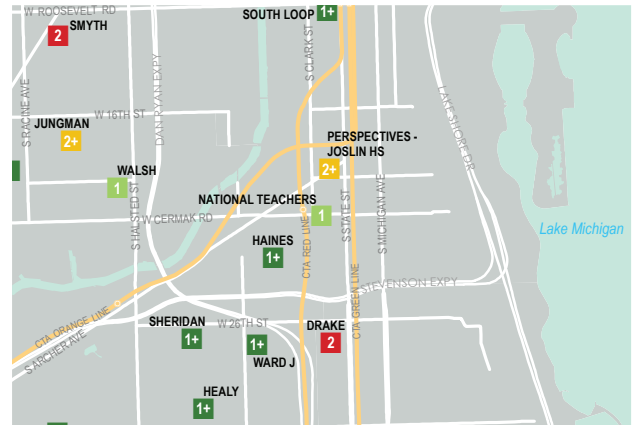 W ROOSEVELT RD
SMYTH
2
SOUTH LOOP
1+
S CLARK ST
S RACINE AVE
DAN RYAN EXPY
LAKE SHORE DR
W 16TH ST
JUNGMAN
2+
PERSPECTIVES -
JOSLIN HS
2+
WALSH
1
S HALSTED ST
NATIONAL TEACHERS
1
S STATE ST
S MICHIGAN AVE
W CERMAK RD
Lake Michigan
HAINES
1+
CTA RED LINE
CTA GREEN LINE
STEVENSON EXPY
CTA ORANGE LINE
S ARCHER AVE
SHERIDAN
1+
W 26TH ST
1+
WARD J
DRAKE
2
HEALY
1+